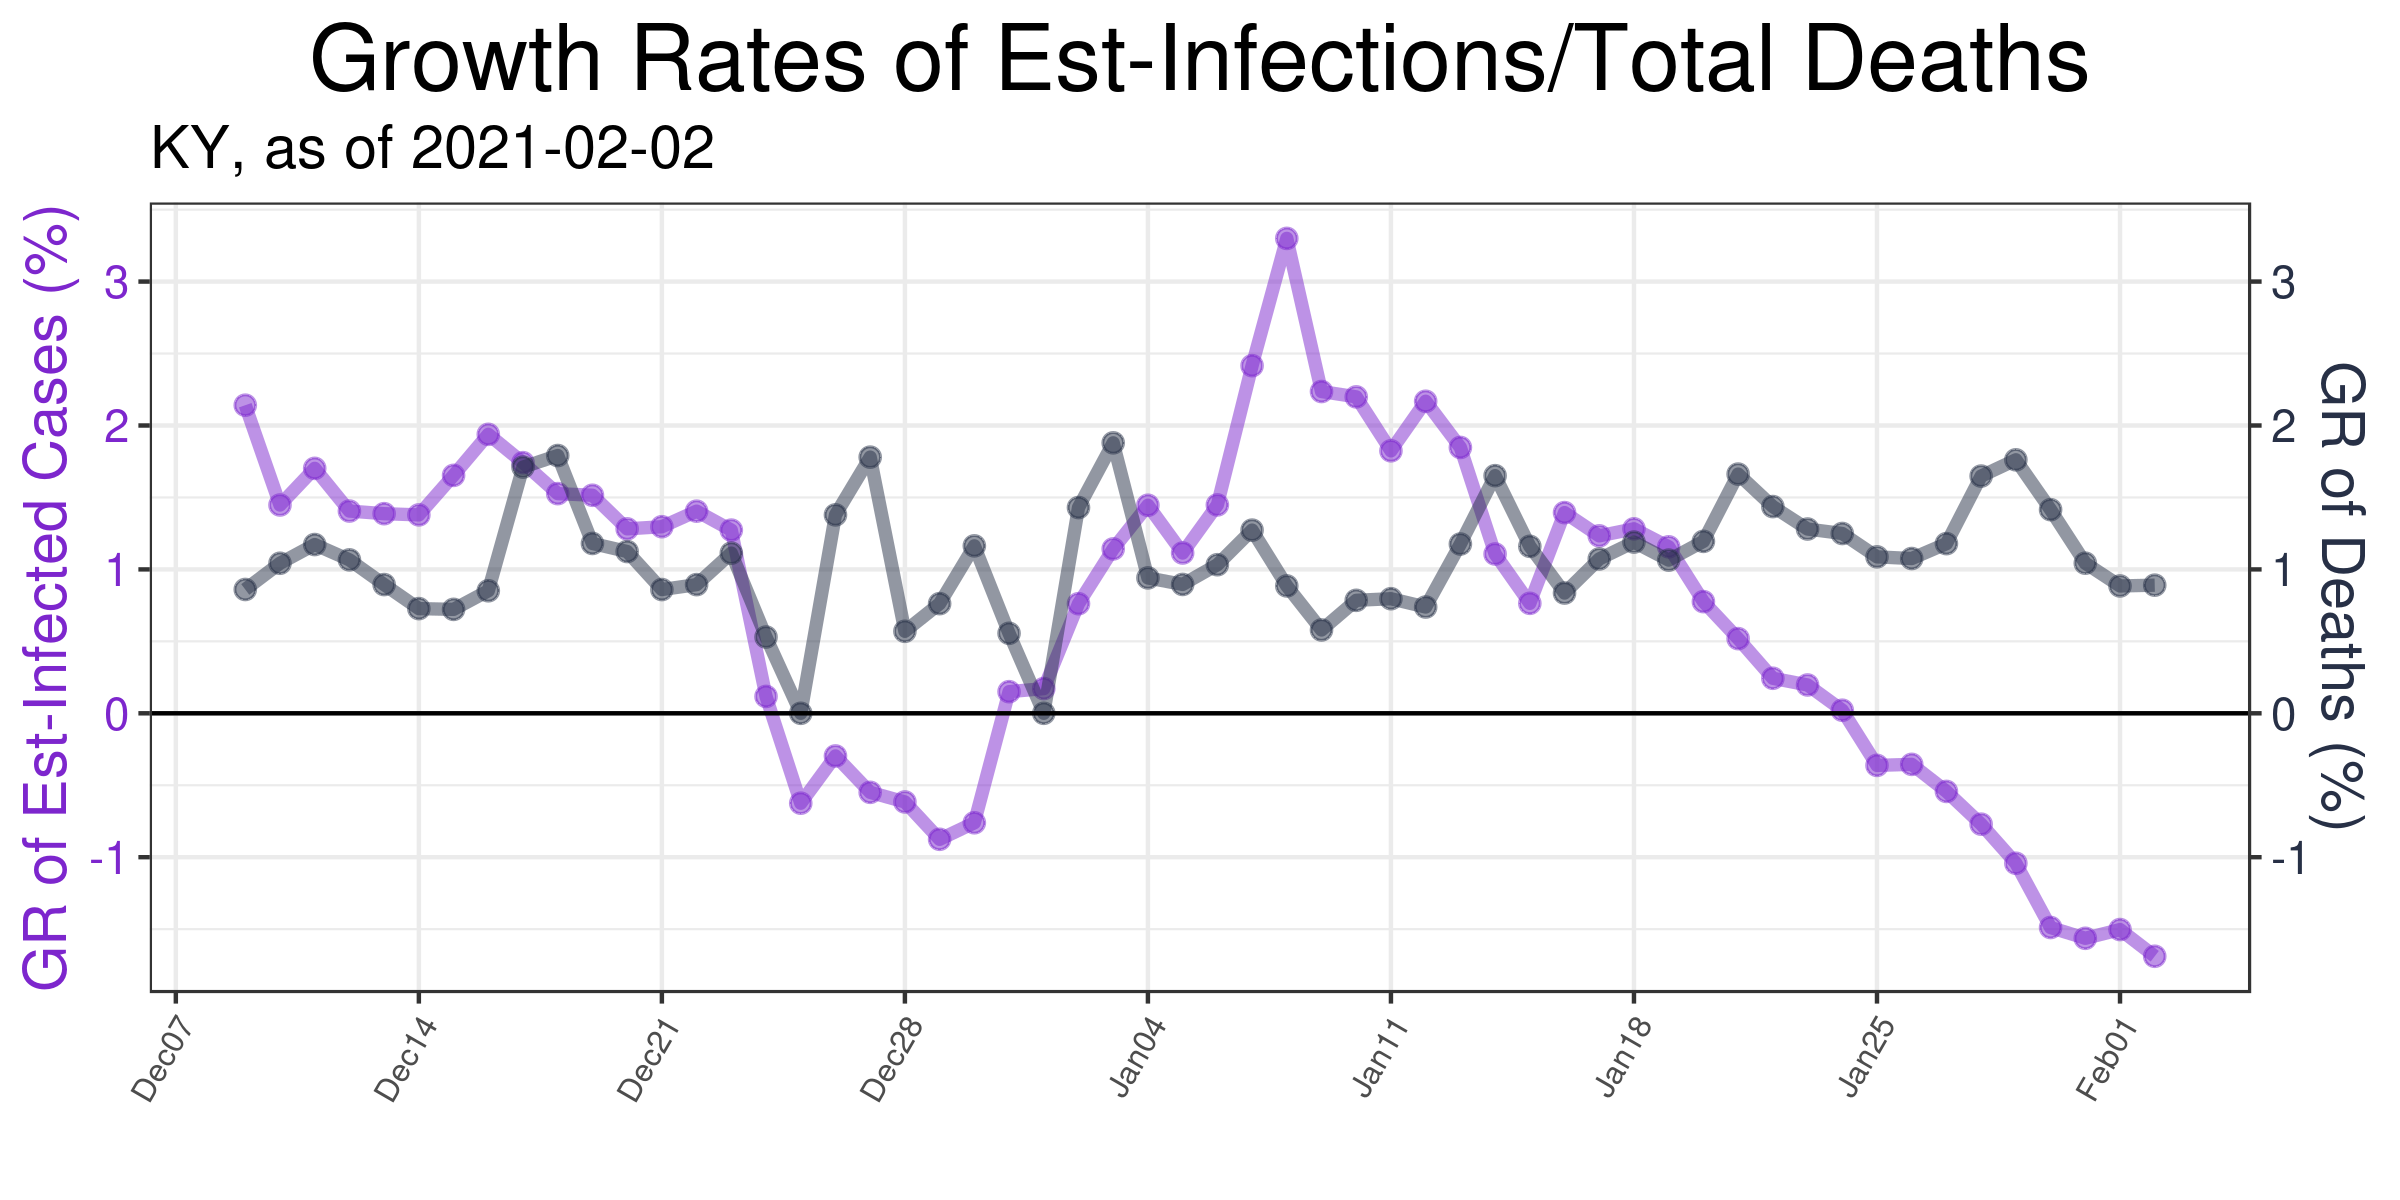 Growth Rates of Est-Infections/Total Deaths
KY, as of 2021-02-02
GR of Est-Infected Cases (%)
3
2
1
0
-1
3
2
1
0
-1
GR of Deaths (%)
Dec07
Dec14
Dec21
Dec28
Jan04
Jan11
Jan18
Jan25
Feb01